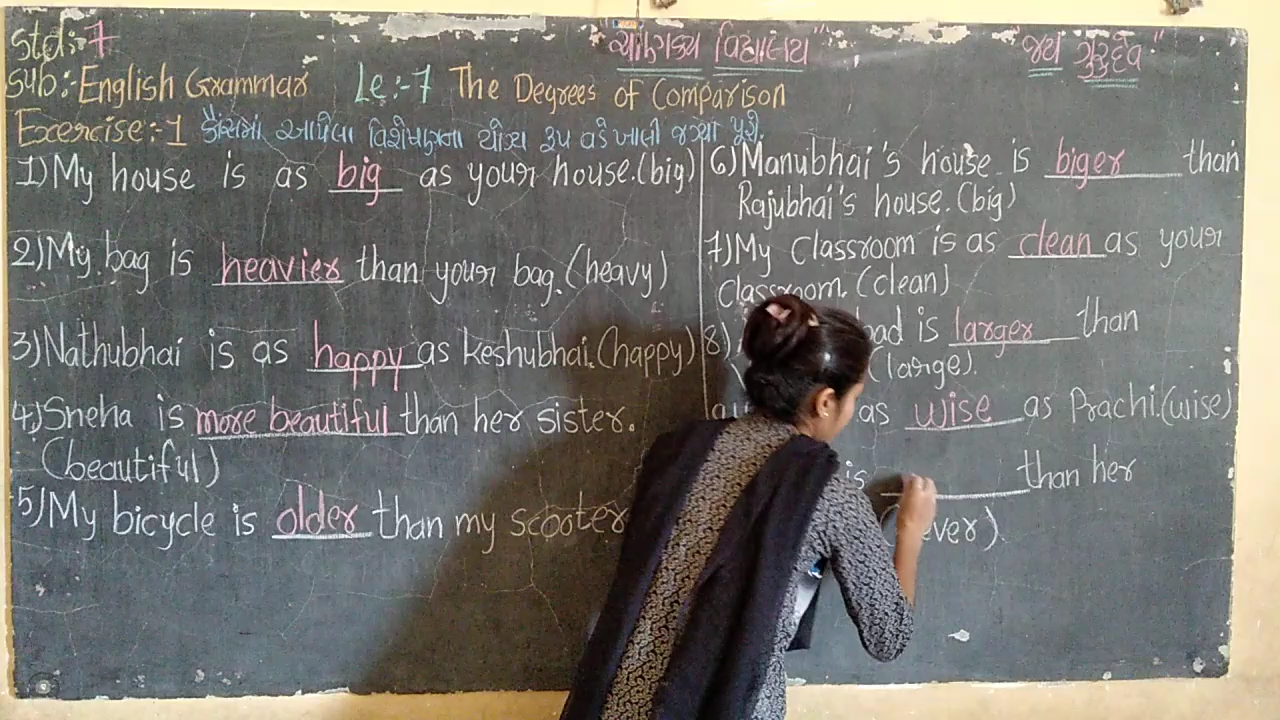 Std:-7
ચાણક્ય વિદ્યાલય
"જય ગુરુદેવ"
Sub:-English Grammar Le:-7 The Degrees of Comparison
Exercise:-1 કૌંસમાં આપેલા વિશેષણના યોગ્ય રૂપ વડે ખાલી જગ્યા પૂરો.
1)My house is as big as your house.(big)
2)My bag is heavier than your bag.(heavy)
3)Nathubhai is as happy as Keshubhai.(happy)
4)Sneha is more beautiful than her sister.
(beautiful)
5)My bicycle is older than my scooter
6)Manubhai's house is biger than
Rajubhai's house.(big)
7)My classroom is as clean as your
classroom.(clean)
8) is larger than
(large).
as wise as Prachi.(wise)
is ______ than her